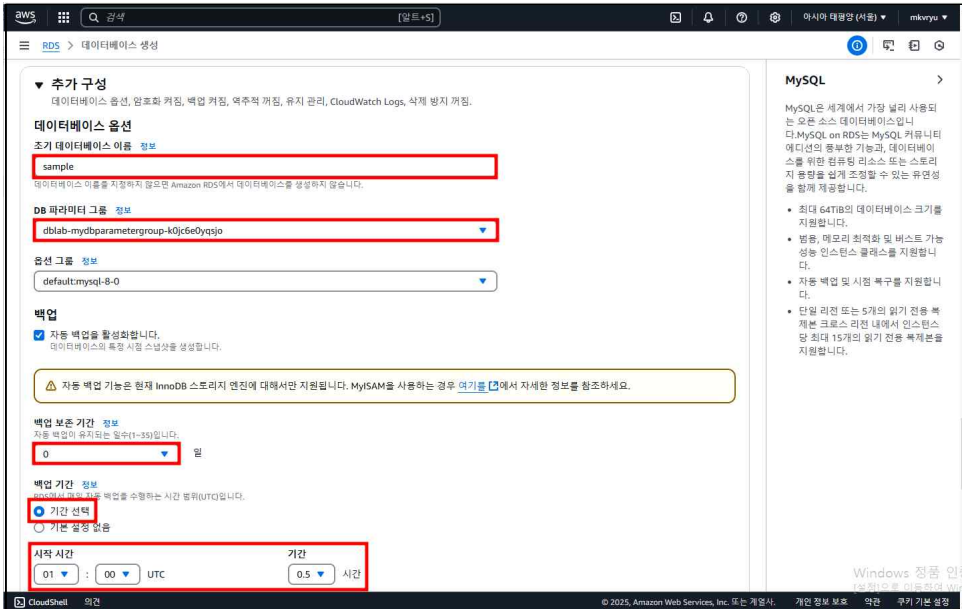 aws
검색
[알트+S]
아시아 태평양 (서울) ▼
mkvryu ▼
RDS > 데이터베이스 생성
▼ 추가 구성
데이터베이스 옵션, 암호화 켜짐, 백업 켜짐, 역추적 꺼짐, 유지 관리, CloudWatch Logs, 삭제 방지 꺼짐.
데이터베이스 옵션
초기 데이터베이스 이름 정보
sample
데이터베이스 이름을 지정하지 않으면 Amazon RDS에서 데이터베이스를 생성하지 않습니다.
DB 파라미터 그룹 정보
dblab-mydbparametergroup-k0jc6e0yqsjo
옵션 그룹 정보
default:mysql-8-0
백업
자동 백업을 활성화합니다.
데이터베이스의 특정 시점 스냅샷을 생성합니다.
자동 백업 기능은 현재 InnoDB 스토리지 엔진에 대해서만 지원됩니다. MyISAM을 사용하는 경우 여기를 에서 자세한 정보를 참조하세요.
백업 보존 기간 정보
자동 백업이 유지되는 일수(1~35)입니다.
0 일
백업 기간 정보
RDS에서 매일 자동 백업을 수행하는 시간 범위(UTC)입니다.
기간 선택
기본 설정 없음
시작 시간 기간
01 : 00 UTC 0.5 시간
MySQL
MySQL은 세계에서 가장 널리 사용되
는 오픈 소스 데이터베이스입니
다.MySQL on RDS는 MySQL 커뮤니티
에디션의 풍부한 기능과, 데이터베이
스를 위한 컴퓨팅 리소스 또는 스토리
지 용량을 쉽게 조정할 수 있는 유연성
을 함께 제공합니다.
• 최대 64TiB의 데이터베이스 크기를
지원합니다.
• 범용, 메모리 최적화 및 버스트 가능
성능 인스턴스 클래스를 지원합니
다.
• 자동 백업 및 시점 복구를 지원합니
다.
• 단일 리전 또는 5개의 읽기 전용 복
제본 크로스 리전 내에서 인스턴스
당 최대 15개의 읽기 전용 복제본을
지원합니다.
Windows 정품 인
CloudShell 의견
© 2025, Amazon Web Services, Inc. 또는 계열사. 개인 정보 보호 약관 쿠키 기본 설정